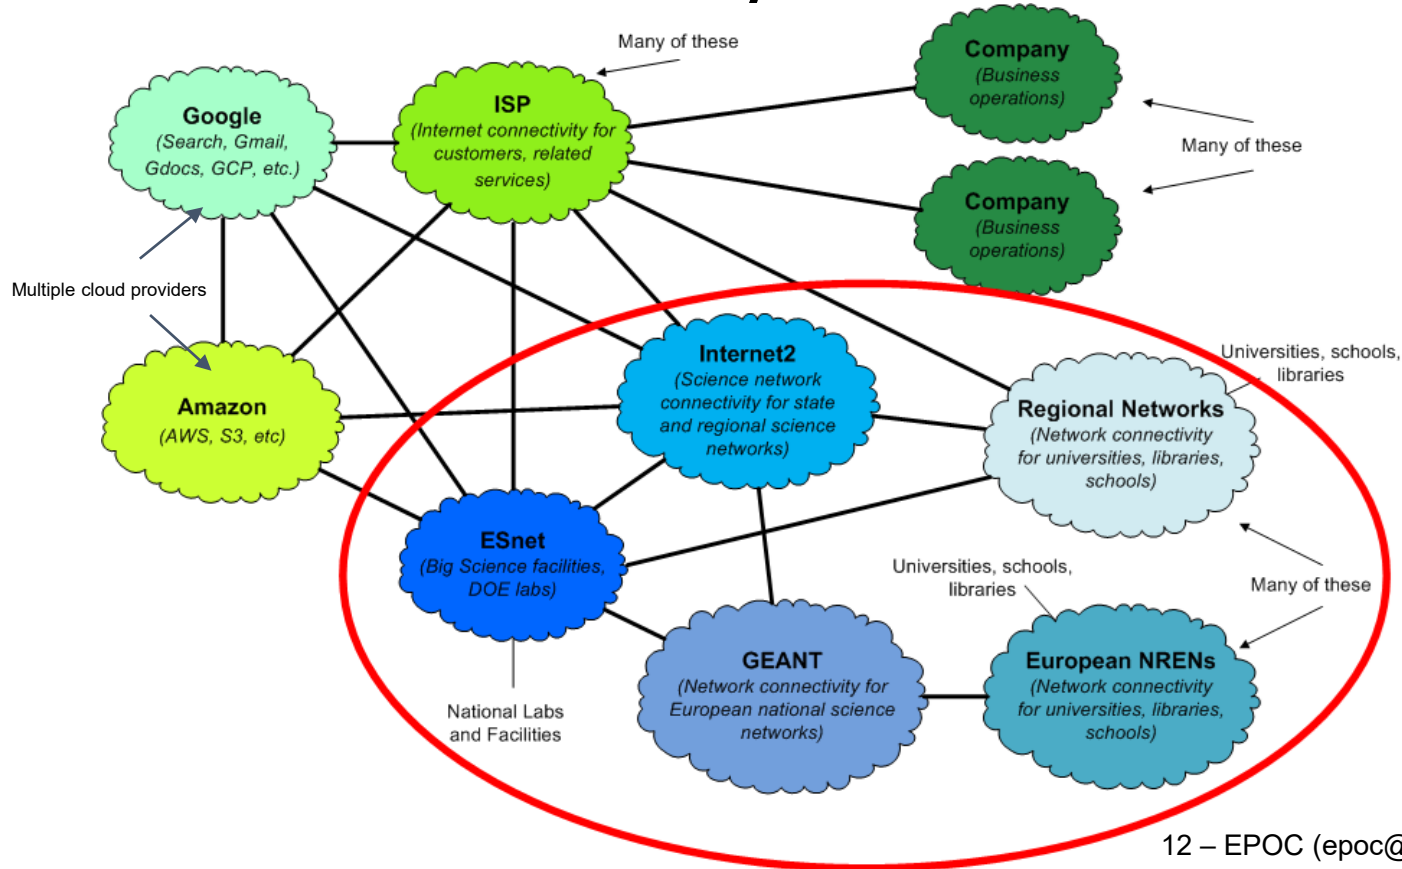 Many of these
Company
(Business
operations)
Google
(Search, Gmail,
Gdocs, GCP, etc.)
ISP
(Internet connectivity for
customers, related
services)
Many of these
Company
(Business
operations)
Multiple cloud providers
Internet2
(Science network
connectivity for state
and regional science
networks)
Universities, schools,
libraries
Amazon
(AWS, S3, etc)
Regional Networks
(Network connectivity
for universities, libraries,
schools)
ESnet
(Big Science facilities,
DOE labs)
Universities, schools,
libraries
Many of these
GEANT
(Network connectivity for
European national science
networks)
European NRENs
(Network connectivity
for universities, libraries,
schools)
National Labs
and Facilities
12 – EPOC (epoc@